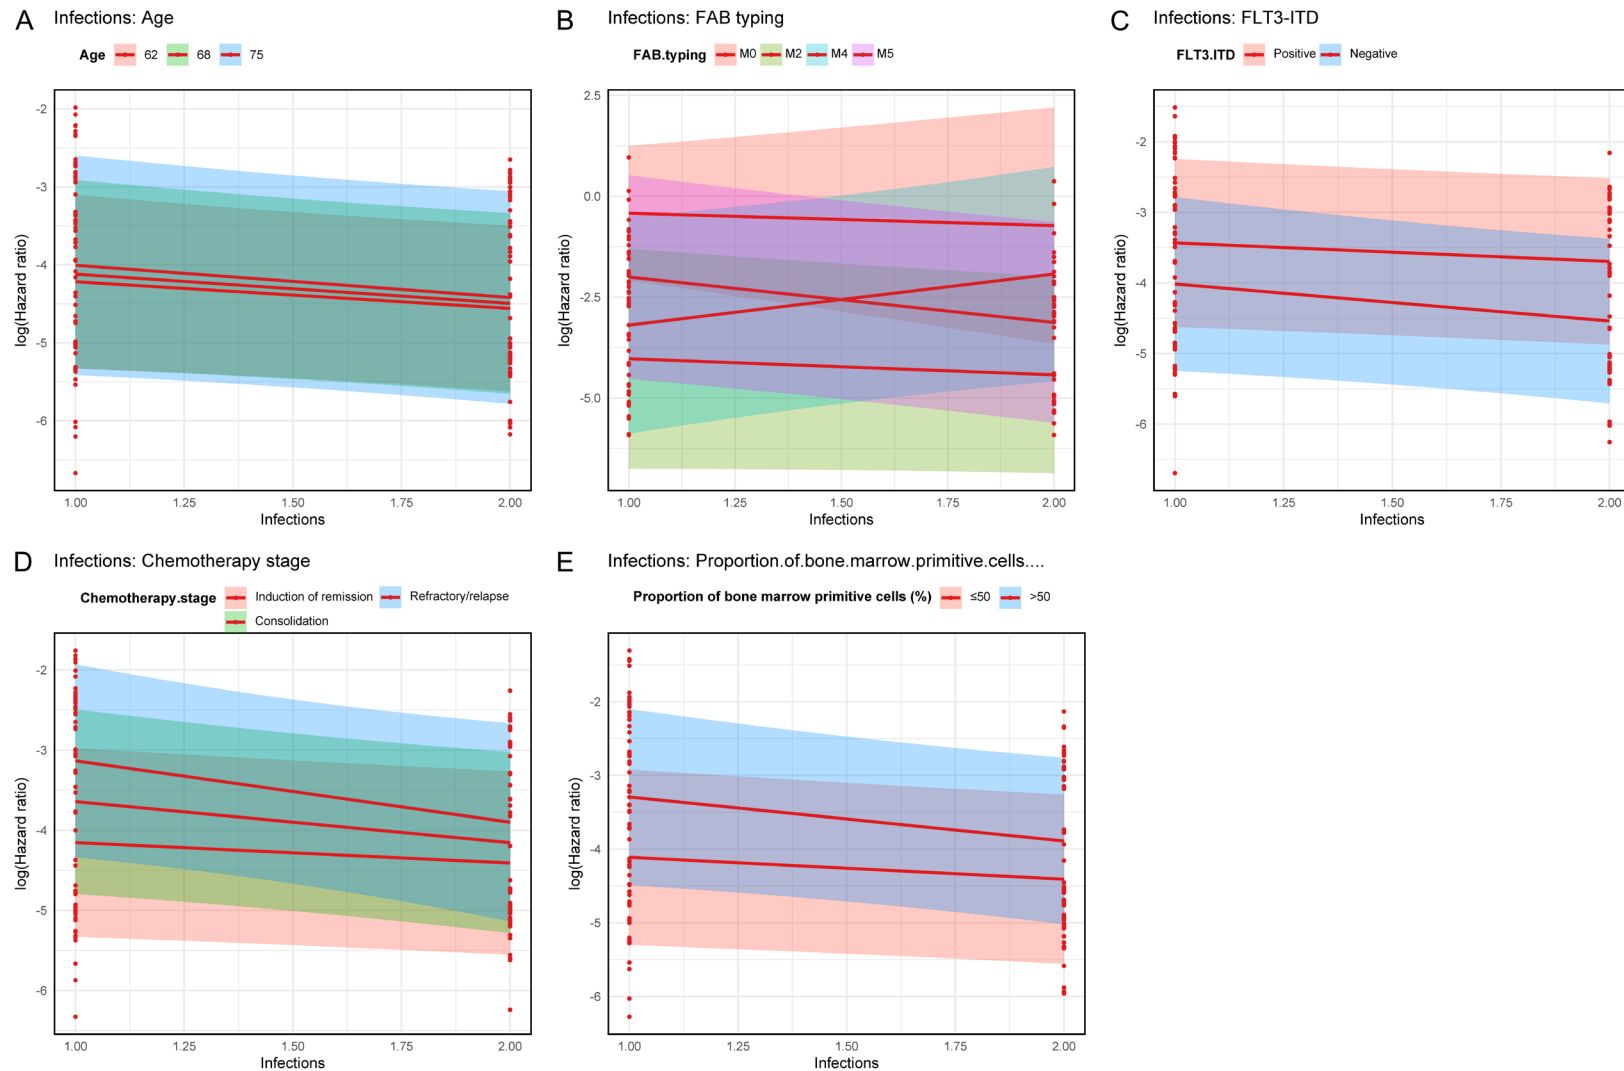 A Infections: Age
Age 62 68 75
-2
-3
-4
-5
-6
log(Hazard ratio)
1.00 1.25 1.50 1.75 2.00
Infections
B Infections: FAB typing
FAB.typing M0 M2 M4 M5
2.5
0.0
-2.5
-5.0
log(Hazard ratio)
1.00 1.25 1.50 1.75 2.00
Infections
C Infections: FLT3-ITD
FLT3.ITD Positive Negative
-2
-3
-4
-5
-6
log(Hazard ratio)
1.00 1.25 1.50 1.75 2.00
Infections
D Infections: Chemotherapy stage
Chemotherapy.stage Induction of remission Refractory/relapse
Consolidation
-2
-3
-4
-5
-6
log(Hazard ratio)
1.00 1.25 1.50 1.75 2.00
Infections
E Infections: Proportion.of.bone.marrow.primitive.cells....
Proportion of bone marrow primitive cells (%) ≤50 >50
-2
-3
-4
-5
-6
log(Hazard ratio)
1.00 1.25 1.50 1.75 2.00
Infections